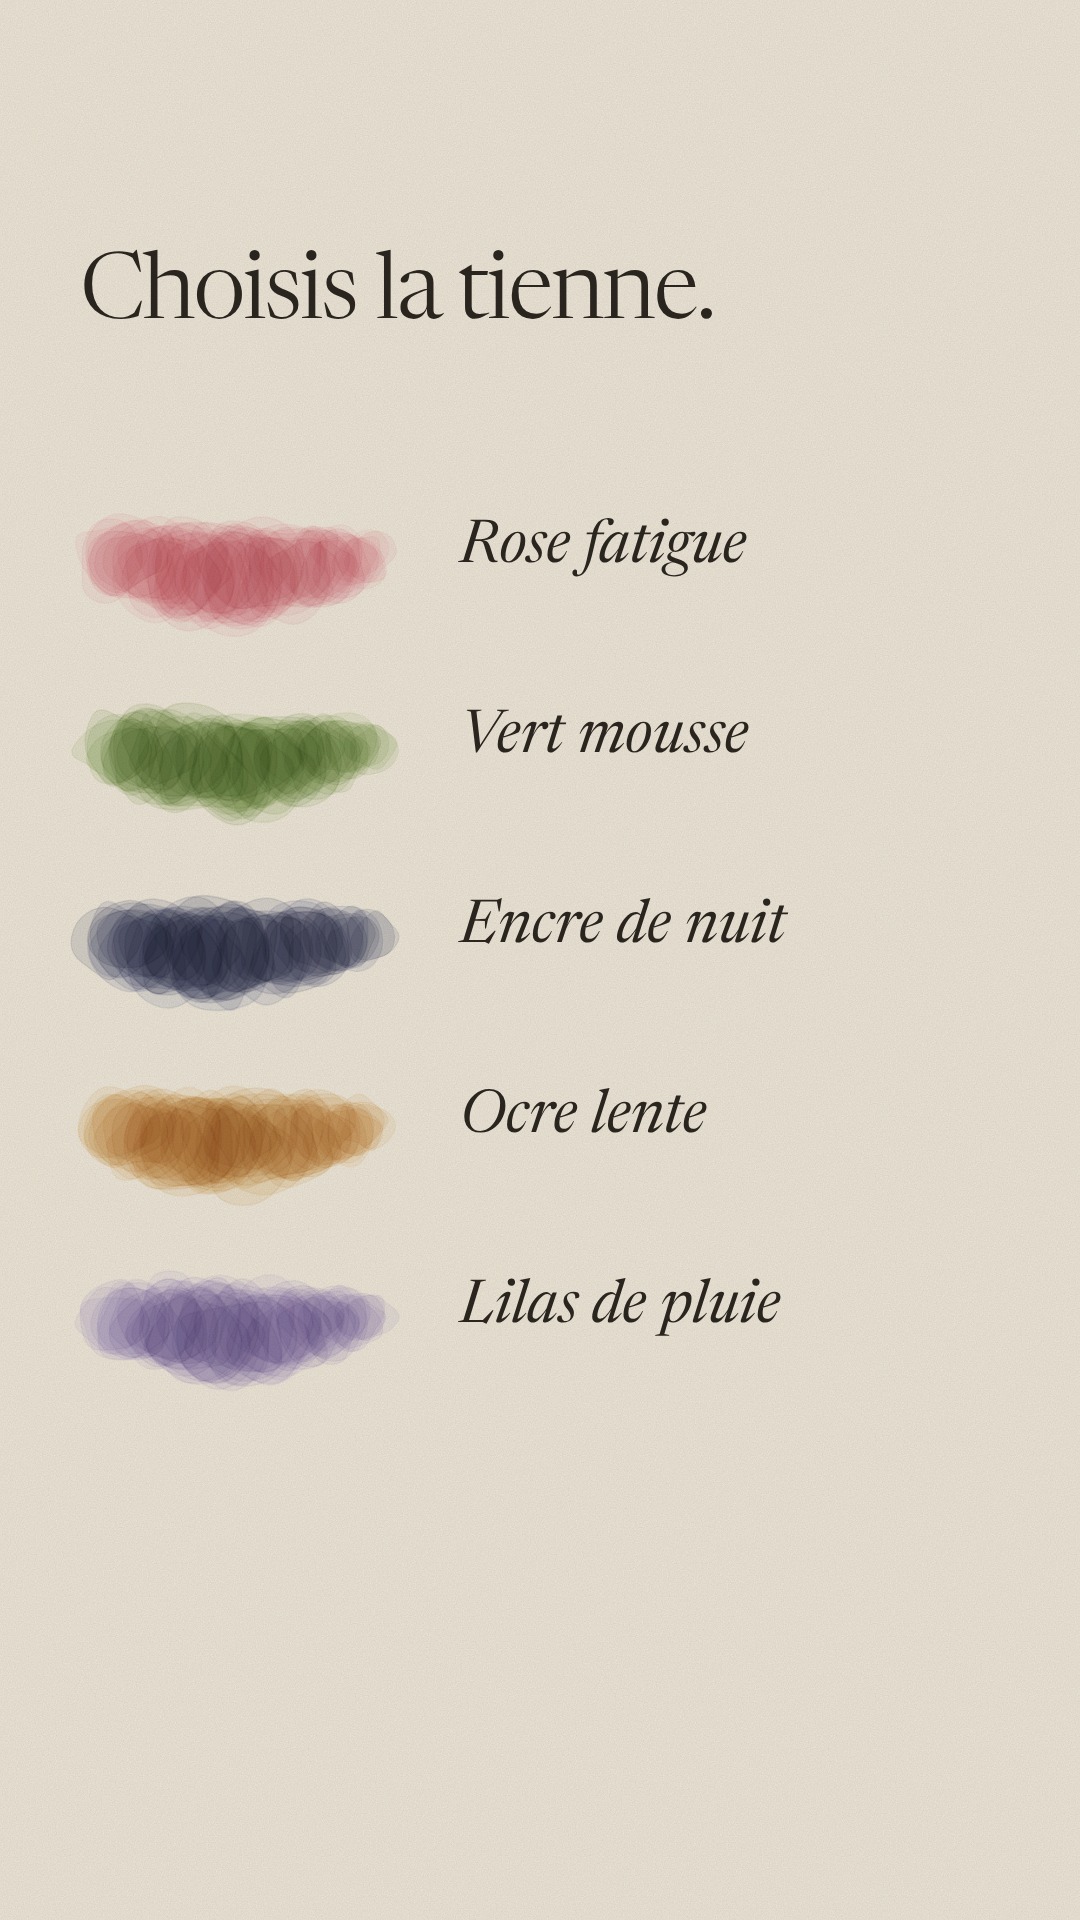 Choisis la tienne.
Rose fatigue
Vert mousse
Encre de nuit
Ocre lente
Lilas de pluie